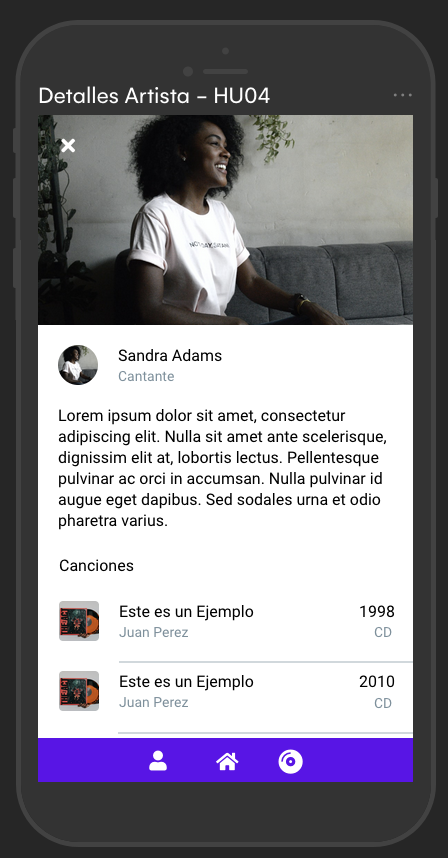 Detalles Artista – HU04
Sandra Adams
Cantante
Lorem ipsum dolor sit amet, consectetur
adipiscing elit. Nulla sit amet ante scelerisque,
dignissim elit at, lobortis lectus. Pellentesque
pulvinar ac orci in accumsan. Nulla pulvinar id
augue eget dapibus. Sed sodales urna et odio
pharetra varius.
Canciones
Este es un Ejemplo 1998
Juan Perez CD
Este es un Ejemplo 2010
Juan Perez CD